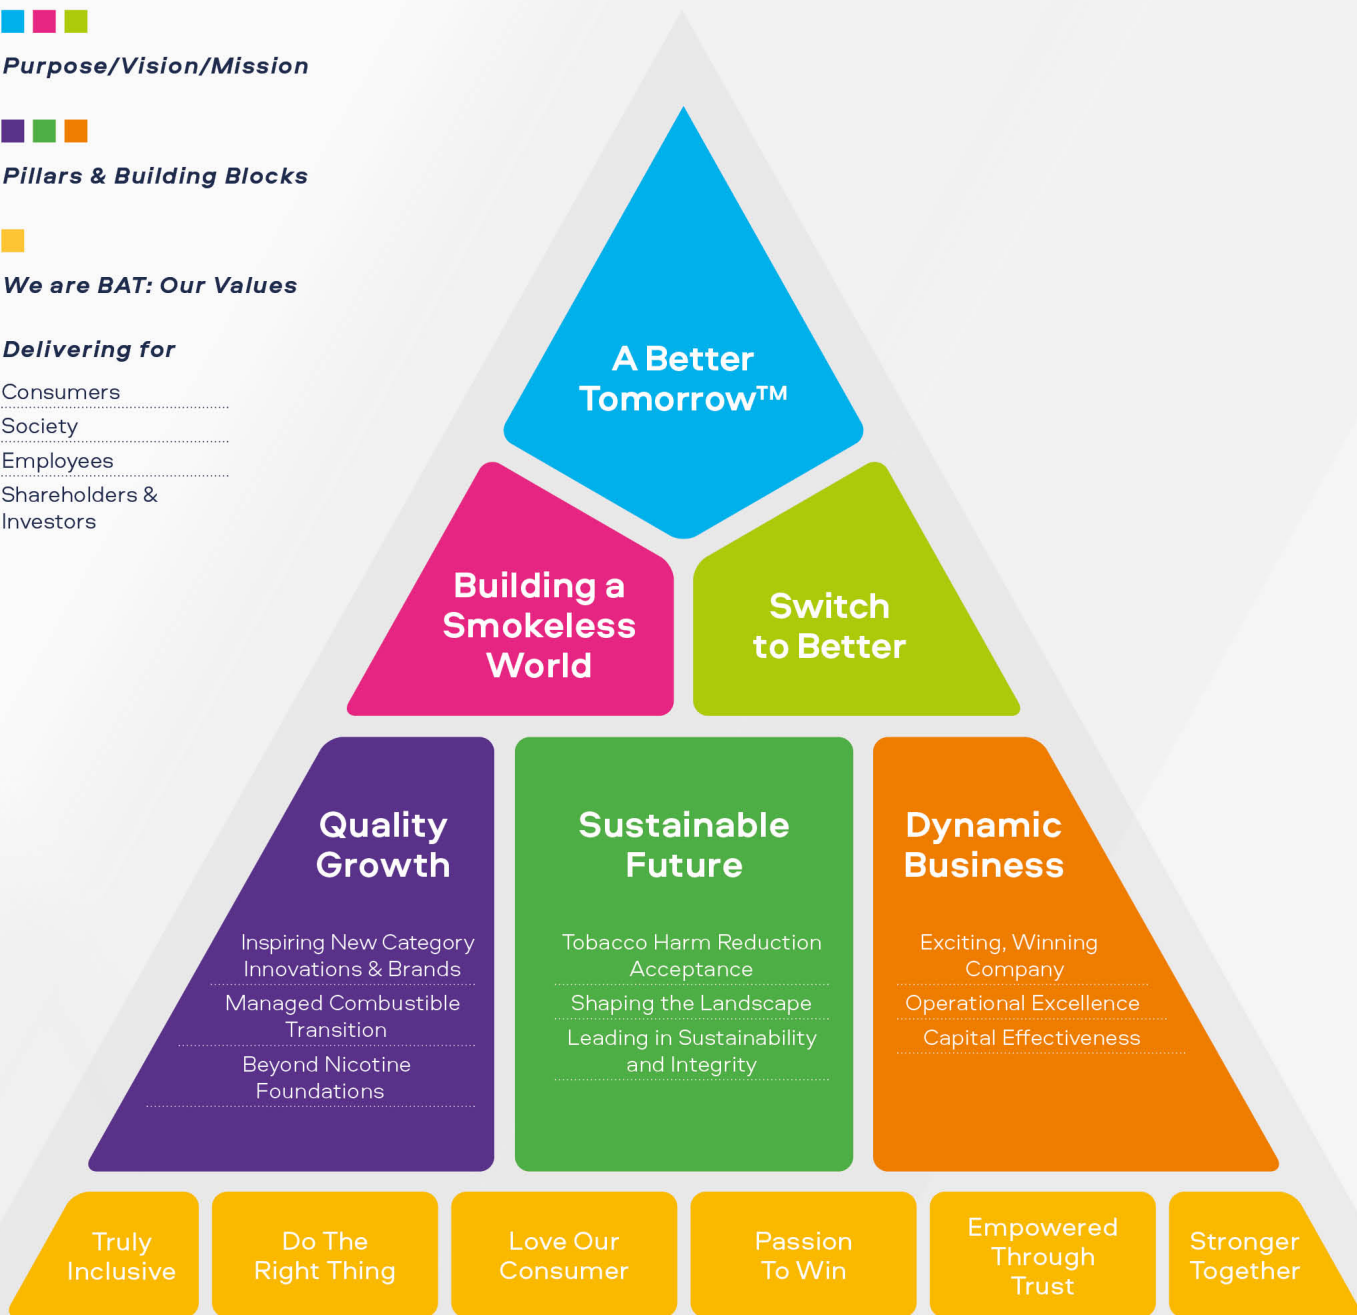 Purpose/Vision/Mission
Pillars & Building Blocks
We are BAT: Our Values
Delivering for
Consumers
Society
Employees
Shareholders &
Investors
A Better
Tomorrow™
Building a
Smokeless
World
Switch
to Better
Quality
Growth
Inspiring New Category
Innovations & Brands
Managed Combustible
Transition
Beyond Nicotine
Foundations
Sustainable
Future
Tobacco Harm Reduction
Acceptance
Shaping the Landscape
Leading in Sustainability
and Integrity
Dynamic
Business
Exciting, Winning
Company
Operational Excellence
Capital Effectiveness
Truly
Inclusive
Do The
Right Thing
Love Our
Consumer
Passion
To Win
Empowered
Through
Trust
Stronger
Together